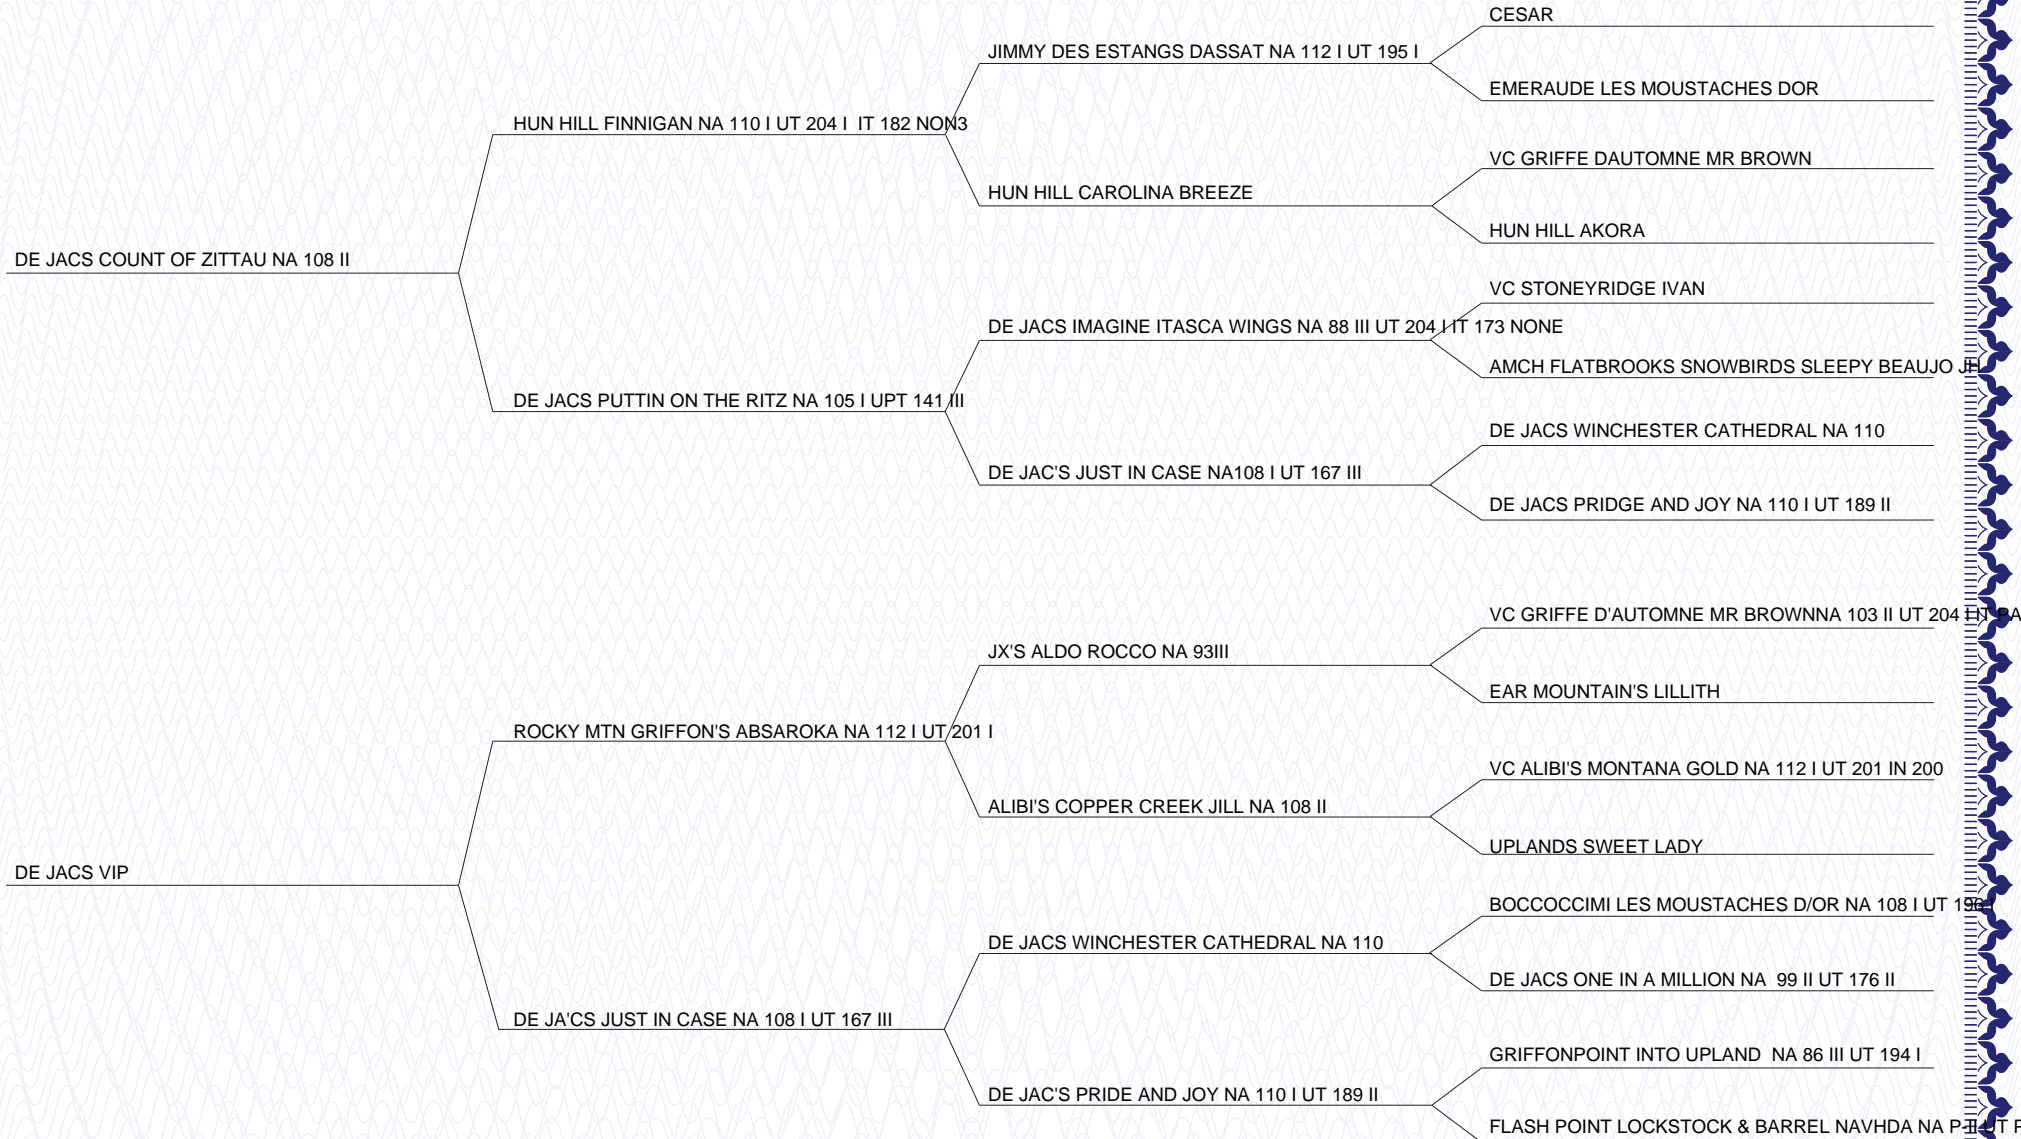 CESAR
JIMMY DES ESTANGS DASSAT NA 112 I UT 195 I
EMERAUDE LES MOUSTACHES DOR
HUN HILL FINNIGAN NA 110 I UT 204 I  IT 182 NON3
VC GRIFFE DAUTOMNE MR BROWN
HUN HILL CAROLINA BREEZE
HUN HILL AKORA
DE JACS COUNT OF ZITTAU NA 108 II
VC STONEYRIDGE IVAN
DE JACS IMAGINE ITASCA WINGS NA 88 III UT 204 I IT 173 NONE
AMCH FLATBROOKS SNOWBIRDS SLEEPY BEAUJO JH
DE JACS PUTTIN ON THE RITZ NA 105 I UPT 141 III
DE JACS WINCHESTER CATHEDRAL NA 110
DE JAC'S JUST IN CASE NA108 I UT 167 III
DE JACS PRIDGE AND JOY NA 110 I UT 189 II
VC GRIFFE D'AUTOMNE MR BROWNNA 103 II UT 204 I IT PA
JX'S ALDO ROCCO NA 93III
EAR MOUNTAIN'S LILLITH
ROCKY MTN GRIFFON'S ABSAROKA NA 112 I UT 201 I
VC ALIBI'S MONTANA GOLD NA 112 I UT 201 IN 200
ALIBI'S COPPER CREEK JILL NA 108 II
UPLANDS SWEET LADY
DE JACS VIP
BOCCOCCIMI LES MOUSTACHES D/OR NA 108 I UT 196 I
DE JACS WINCHESTER CATHEDRAL NA 110
DE JACS ONE IN A MILLION NA  99 II UT 176 II
DE JA'CS JUST IN CASE NA 108 I UT 167 III
GRIFFONPOINT INTO UPLAND  NA 86 III UT 194 I
DE JAC'S PRIDE AND JOY NA 110 I UT 189 II
FLASH POINT LOCKSTOCK & BARREL NAVHDA NA P-II UT P